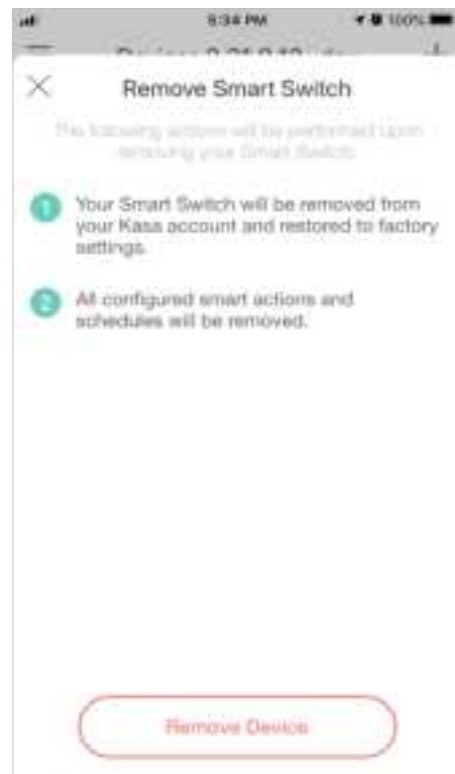 8:34 PM
100%
Remove Smart Switch
The following actions will be performed upon
removing your Smart Switch:
1
Your Smart Switch will be removed from
your Kasa account and restored to factory
settings.
2
All configured smart actions and
schedules will be removed.
Remove Device